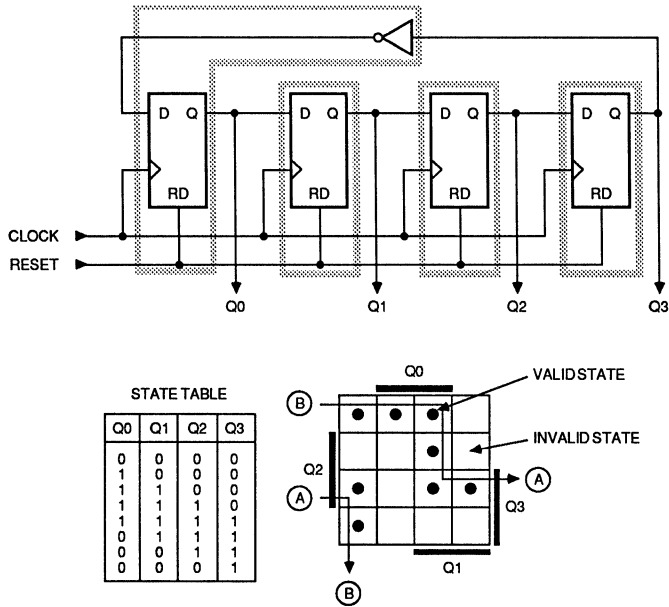 D Q D Q D Q D Q
RD RD RD RD
CLOCK
RESET
Q0 Q1 Q2 Q3
STATE TABLE
Q0 Q1 Q2 Q3
0 0 0 0
1 0 0 0
1 1 0 0
1 1 1 0
1 1 1 1
0 1 1 1
0 0 1 1
0 0 0 1
Q0
B
VALID STATE
INVALID STATE
Q2
A
A
Q3
Q1
B